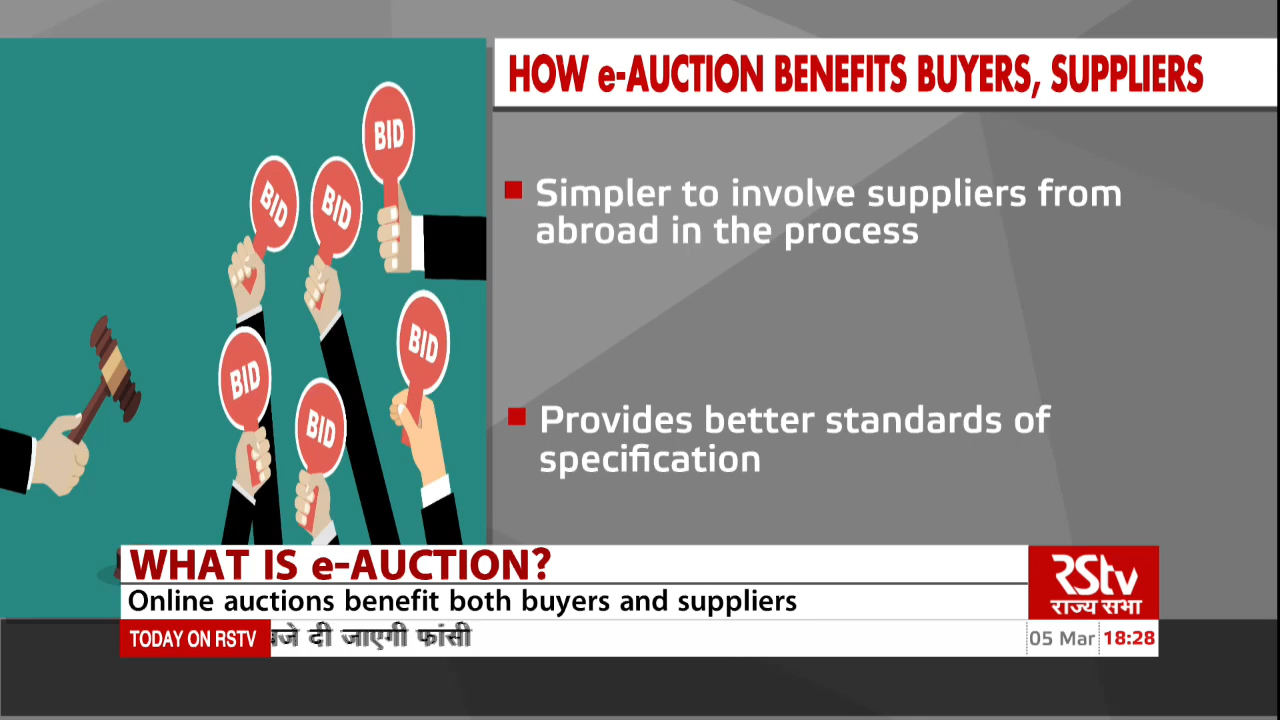 HOW e-AUCTION BENEFITS BUYERS, SUPPLIERS
BID
BID
BID
BID
BID
BID
Simpler to involve suppliers from
abroad in the process
Provides better standards of
specification
WHAT IS e-AUCTION?
Online auctions benefit both buyers and suppliers
RStv
राज्य सभा
TODAY ON RSTV
दी जाएगी फांसी
05 Mar 18:28